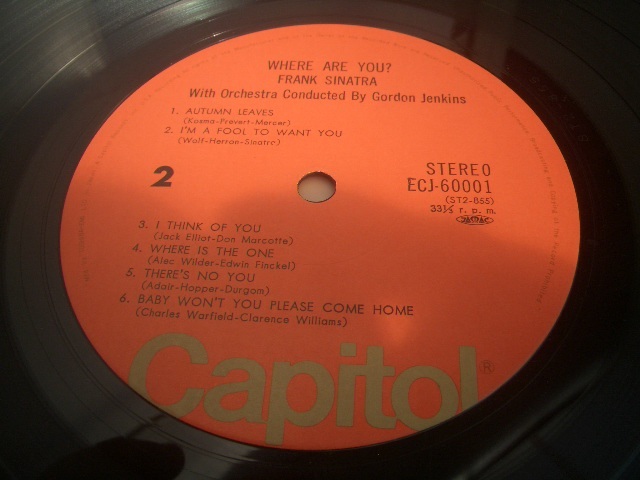 WHERE ARE YOU?
FRANK SINATRA
With Orchestra Conducted By Gordon Jenkins
1. AUTUMN LEAVES
(Kosma-Prevert-Mercer)
2. I'M A FOOL TO WANT YOU
(Wolf-Herron-Sinatra)
2
STEREO
ECJ-60001
(ST2-855)
33⅓ r. p. m.
3. I THINK OF YOU
(Jack Elliot-Don Marcotte)
4. WHERE IS THE ONE
(Alec Wilder-Edwin Finckel)
5. THERE'S NO YOU
(Adair-Hopper-Durgom)
6. BABY WON'T YOU PLEASE COME HOME
(Charles Warfield-Clarence Williams)
Capitol®